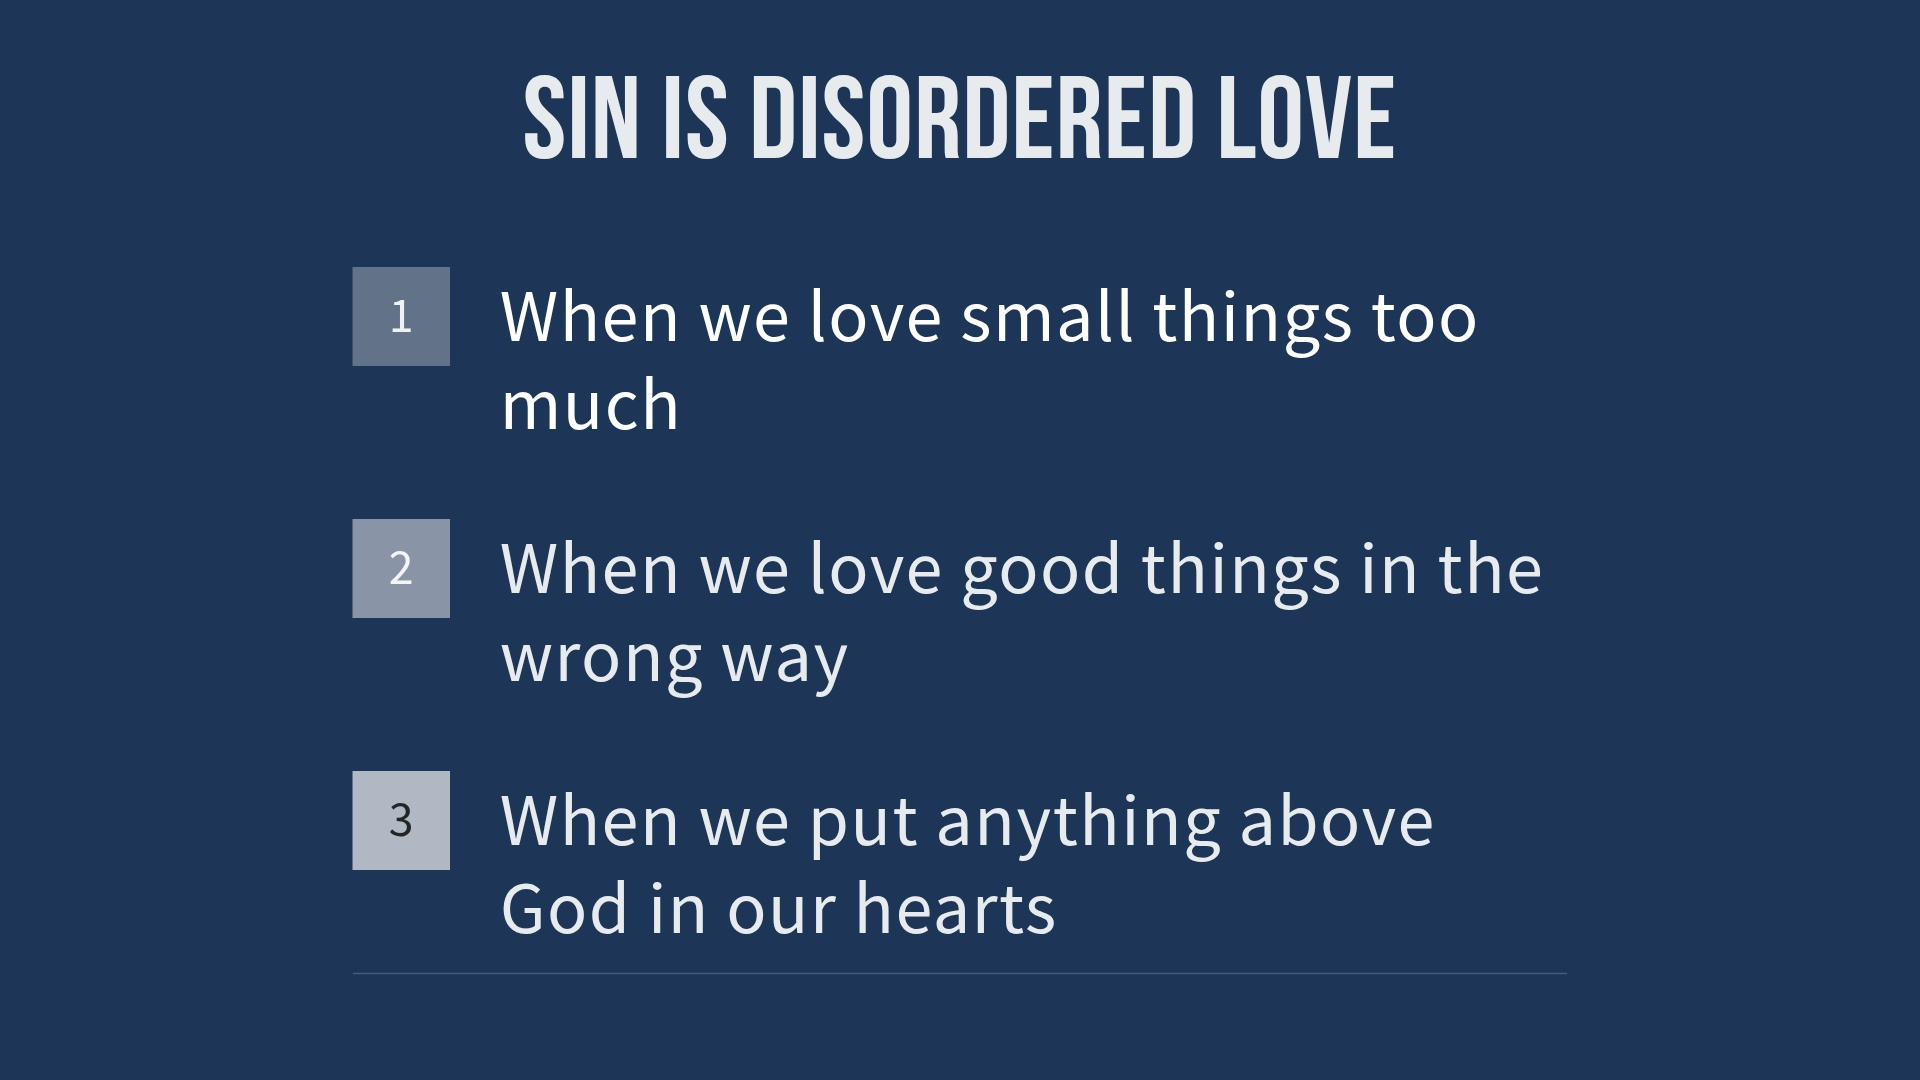 SIN IS DISORDERED LOVE
1
When we love small things too
much
2
When we love good things in the
wrong way
3
When we put anything above
God in our hearts